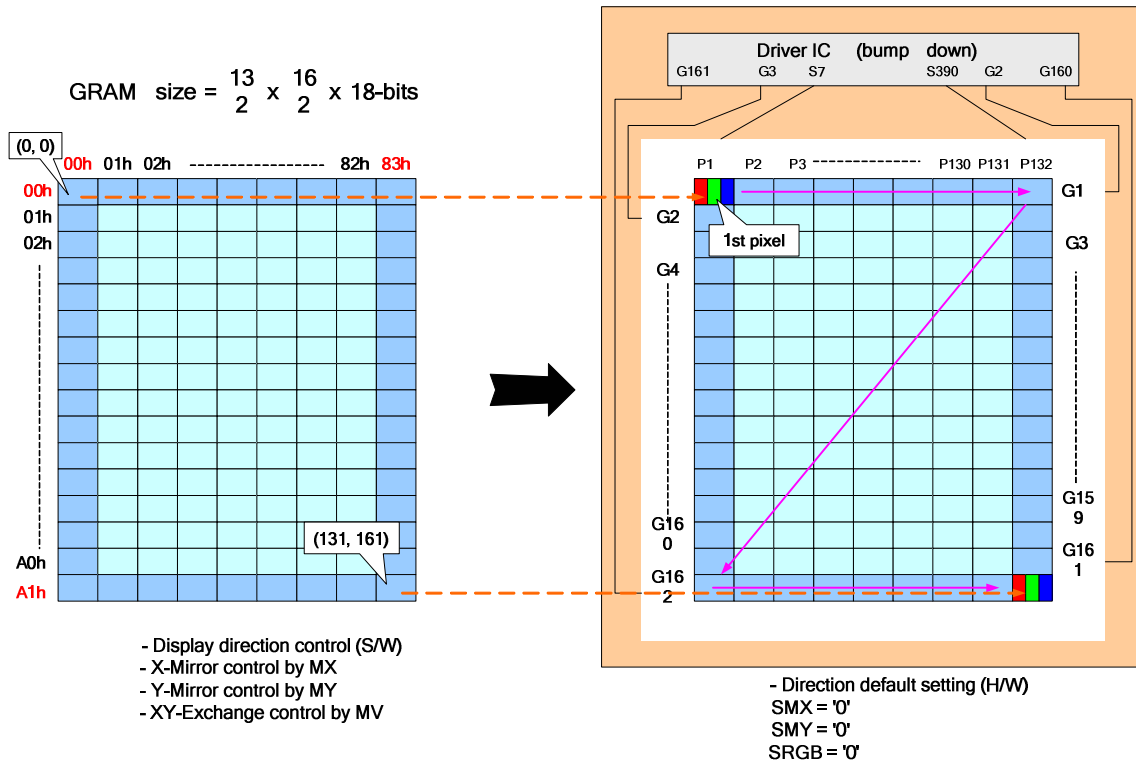 GRAM size = 13/2 x 16/2 x 18-bits
(0, 0)
00h 01h 02h 82h 83h
00h
01h
02h
A0h
A1h
(131, 161)
- Display direction control (S/W)
- X-Mirror control by MX
- Y-Mirror control by MY
- XY-Exchange control by MV
Driver IC (bump down)
G161 G3 S7 S390 G2 G160
P1 P2 P3 P130 P131 P132
G1
G2
1st pixel
G3
G4
G15
9
G16
0
G16
1
G16
2
- Direction default setting (H/W)
SMX = '0'
SMY = '0'
SRGB = '0'